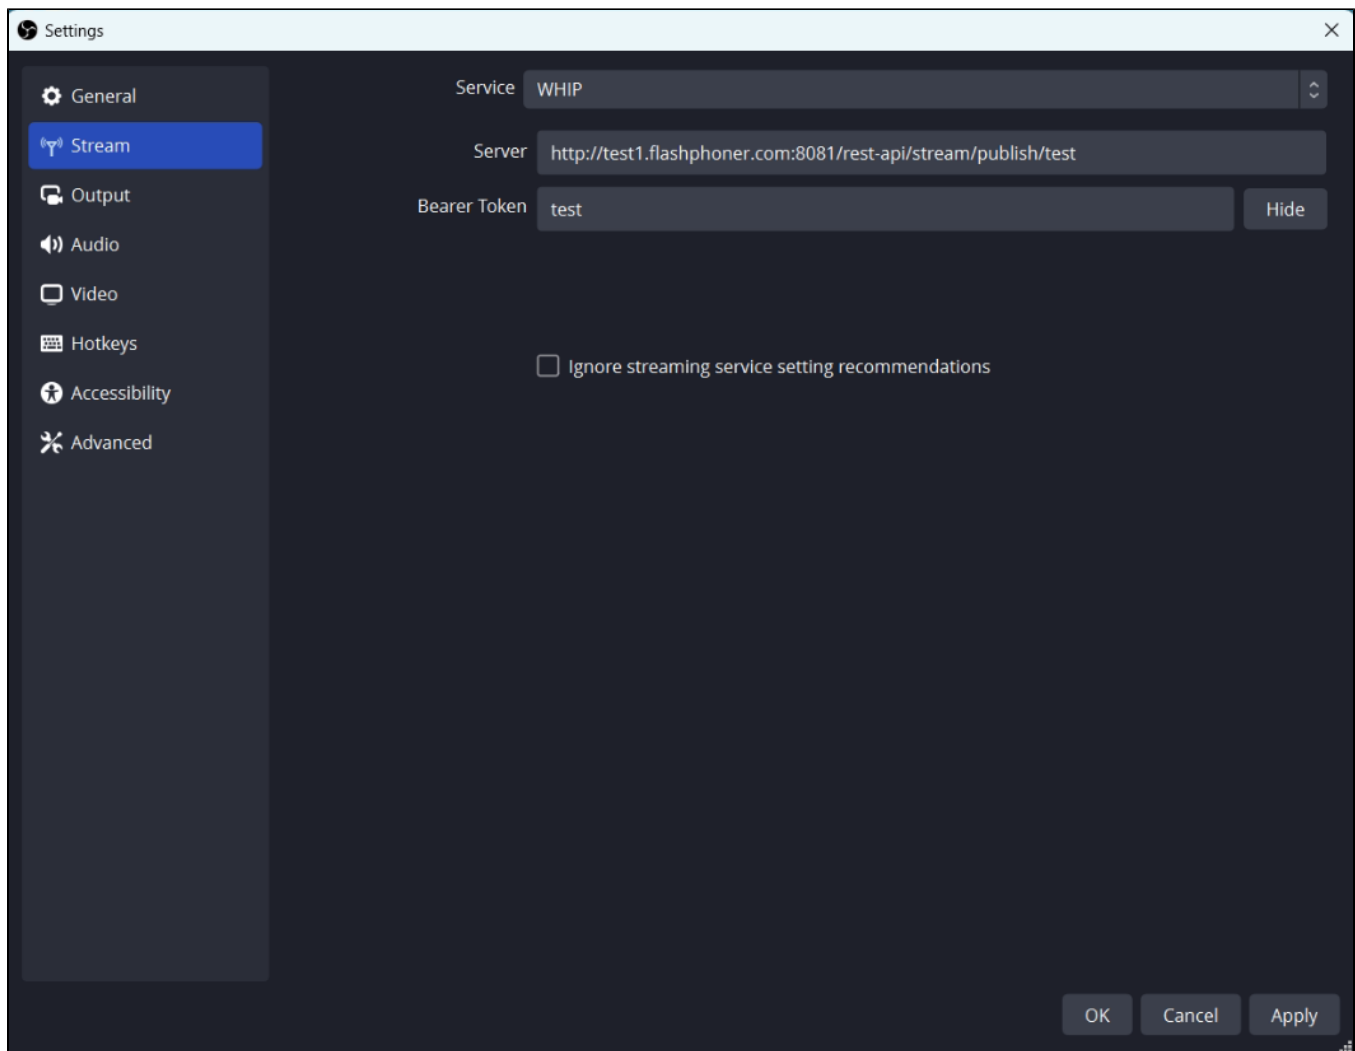 Settings
General
Stream
Output
Audio
Video
Hotkeys
Accessibility
Advanced
Service WHIP
Server http://test1.flashphoner.com:8081/rest-api/stream/publish/test
Bearer Token test Hide
Ignore streaming service setting recommendations
OK Cancel Apply